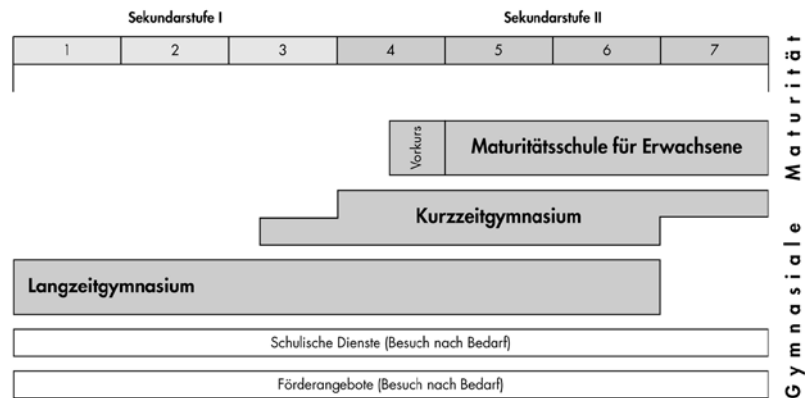 Sekundarstufe I
Sekundarstufe II
1 2 3 4 5 6 7
Vorkurs
Maturitätsschule für Erwachsene
Kurzzeitgymnasium
Langzeitgymnasium
Schulische Dienste (Besuch nach Bedarf)
Förderangebote (Besuch nach Bedarf)
Gymnasiale Maturität